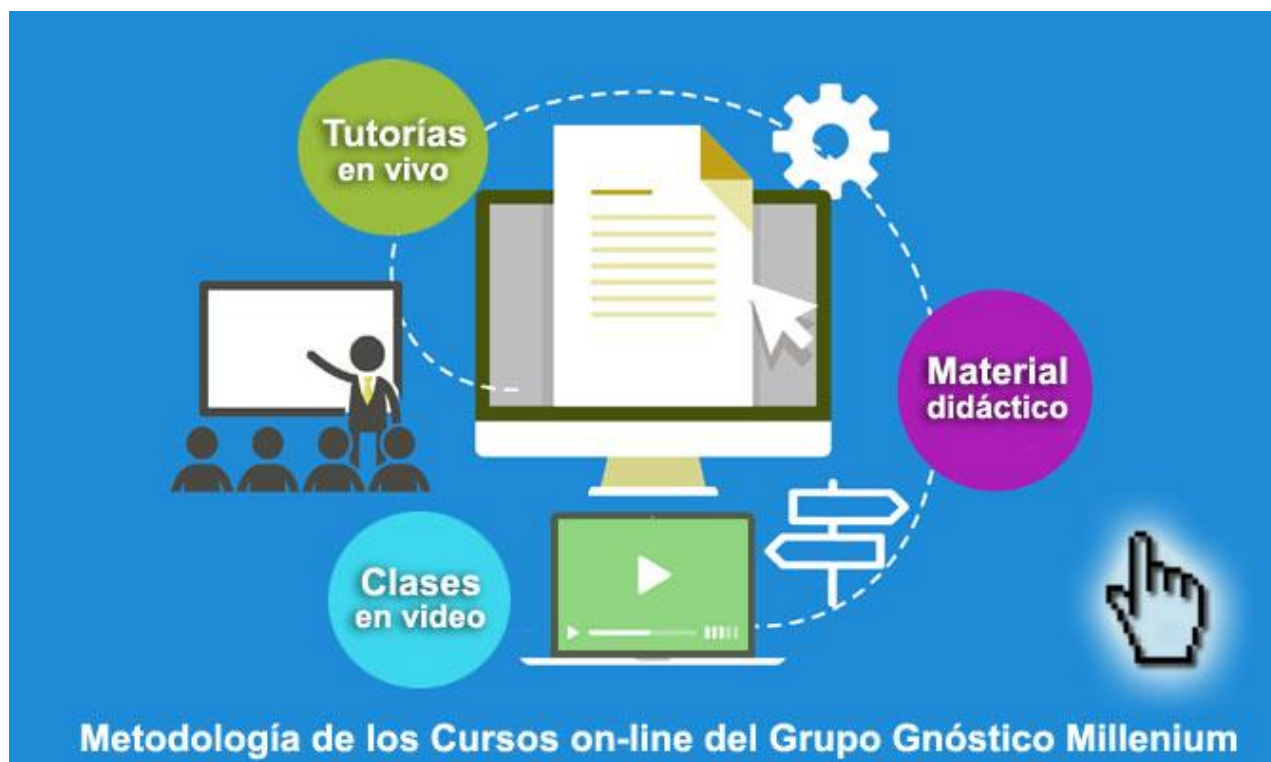 Tutorías
en vivo
Material
didáctico
Clases
en video
Metodología de los Cursos on-line del Grupo Gnóstico Millenium